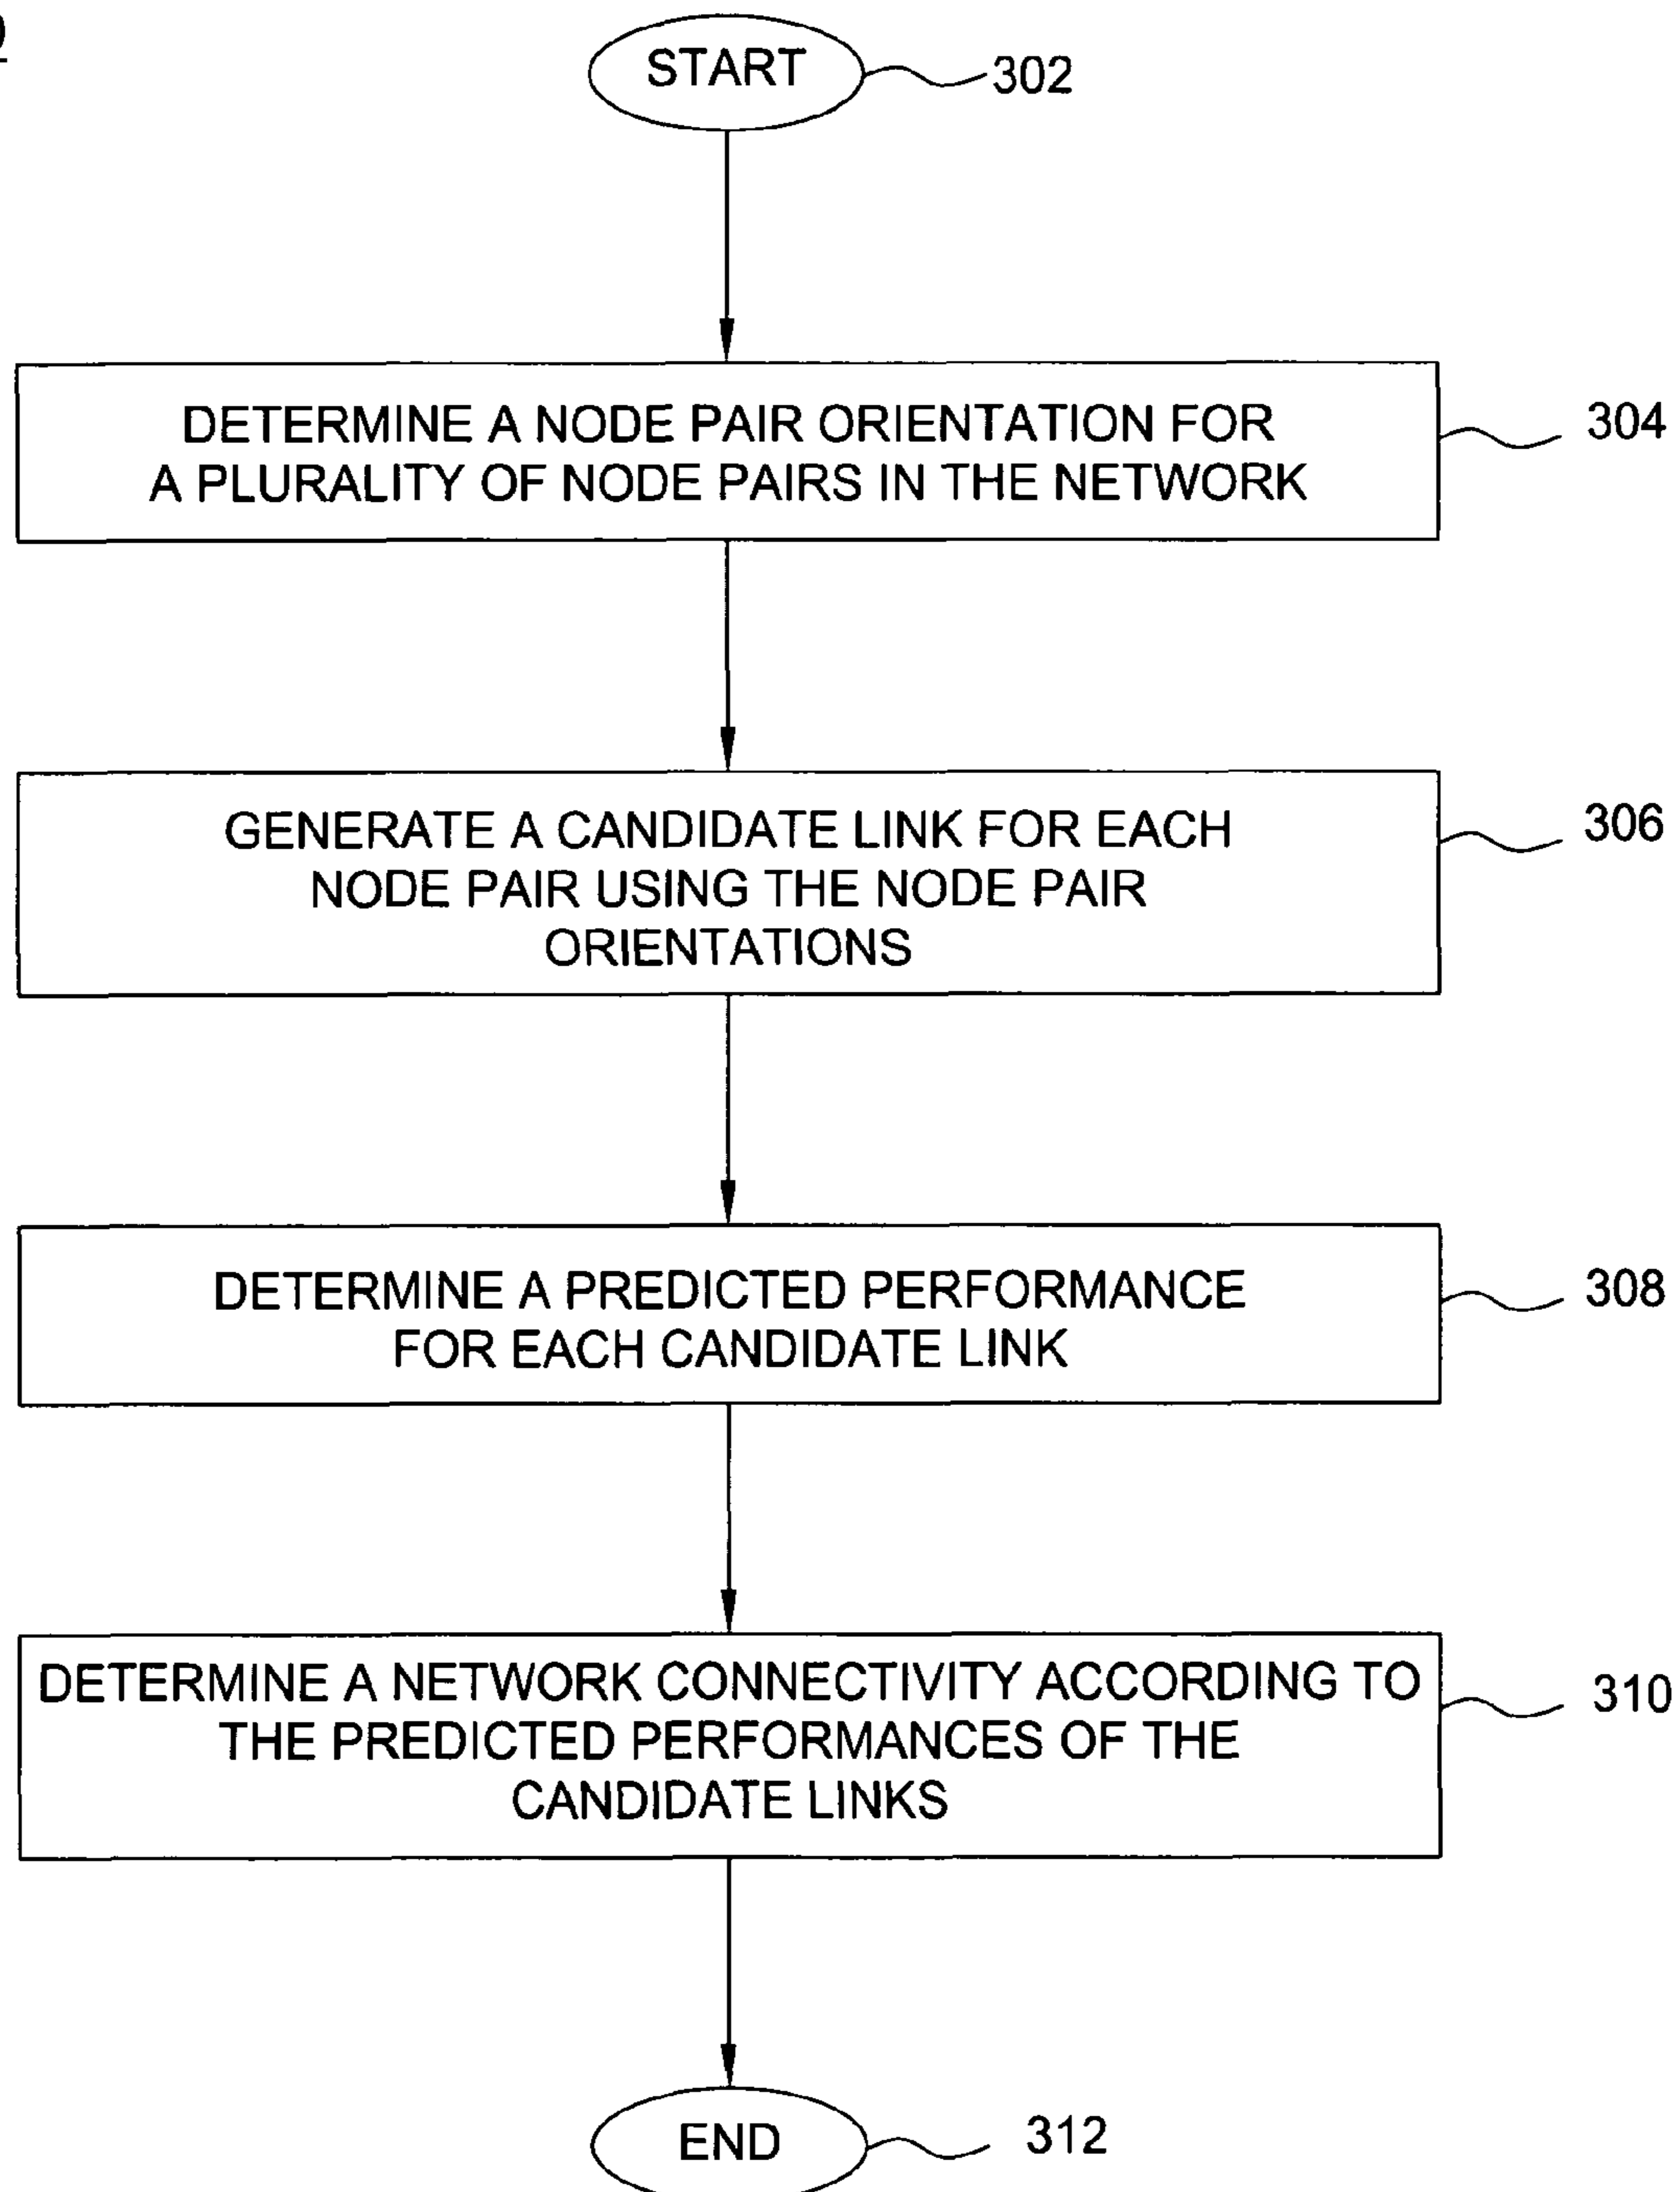 START
302
DETERMINE A NODE PAIR ORIENTATION FOR
A PLURALITY OF NODE PAIRS IN THE NETWORK
304
GENERATE A CANDIDATE LINK FOR EACH
NODE PAIR USING THE NODE PAIR
ORIENTATIONS
306
DETERMINE A PREDICTED PERFORMANCE
FOR EACH CANDIDATE LINK
308
DETERMINE A NETWORK CONNECTIVITY ACCORDING TO
THE PREDICTED PERFORMANCES OF THE
CANDIDATE LINKS
310
END
312